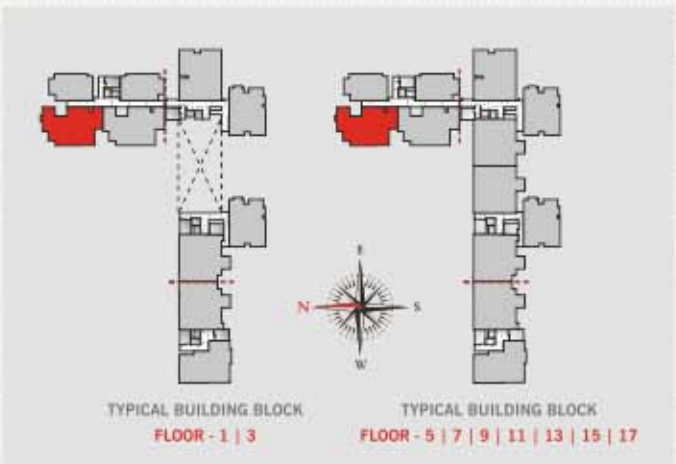 E
N
S
W
TYPICAL BUILDING BLOCK
FLOOR - 1 | 3
TYPICAL BUILDING BLOCK
FLOOR - 5 | 7 | 9 | 11 | 13 | 15 | 17